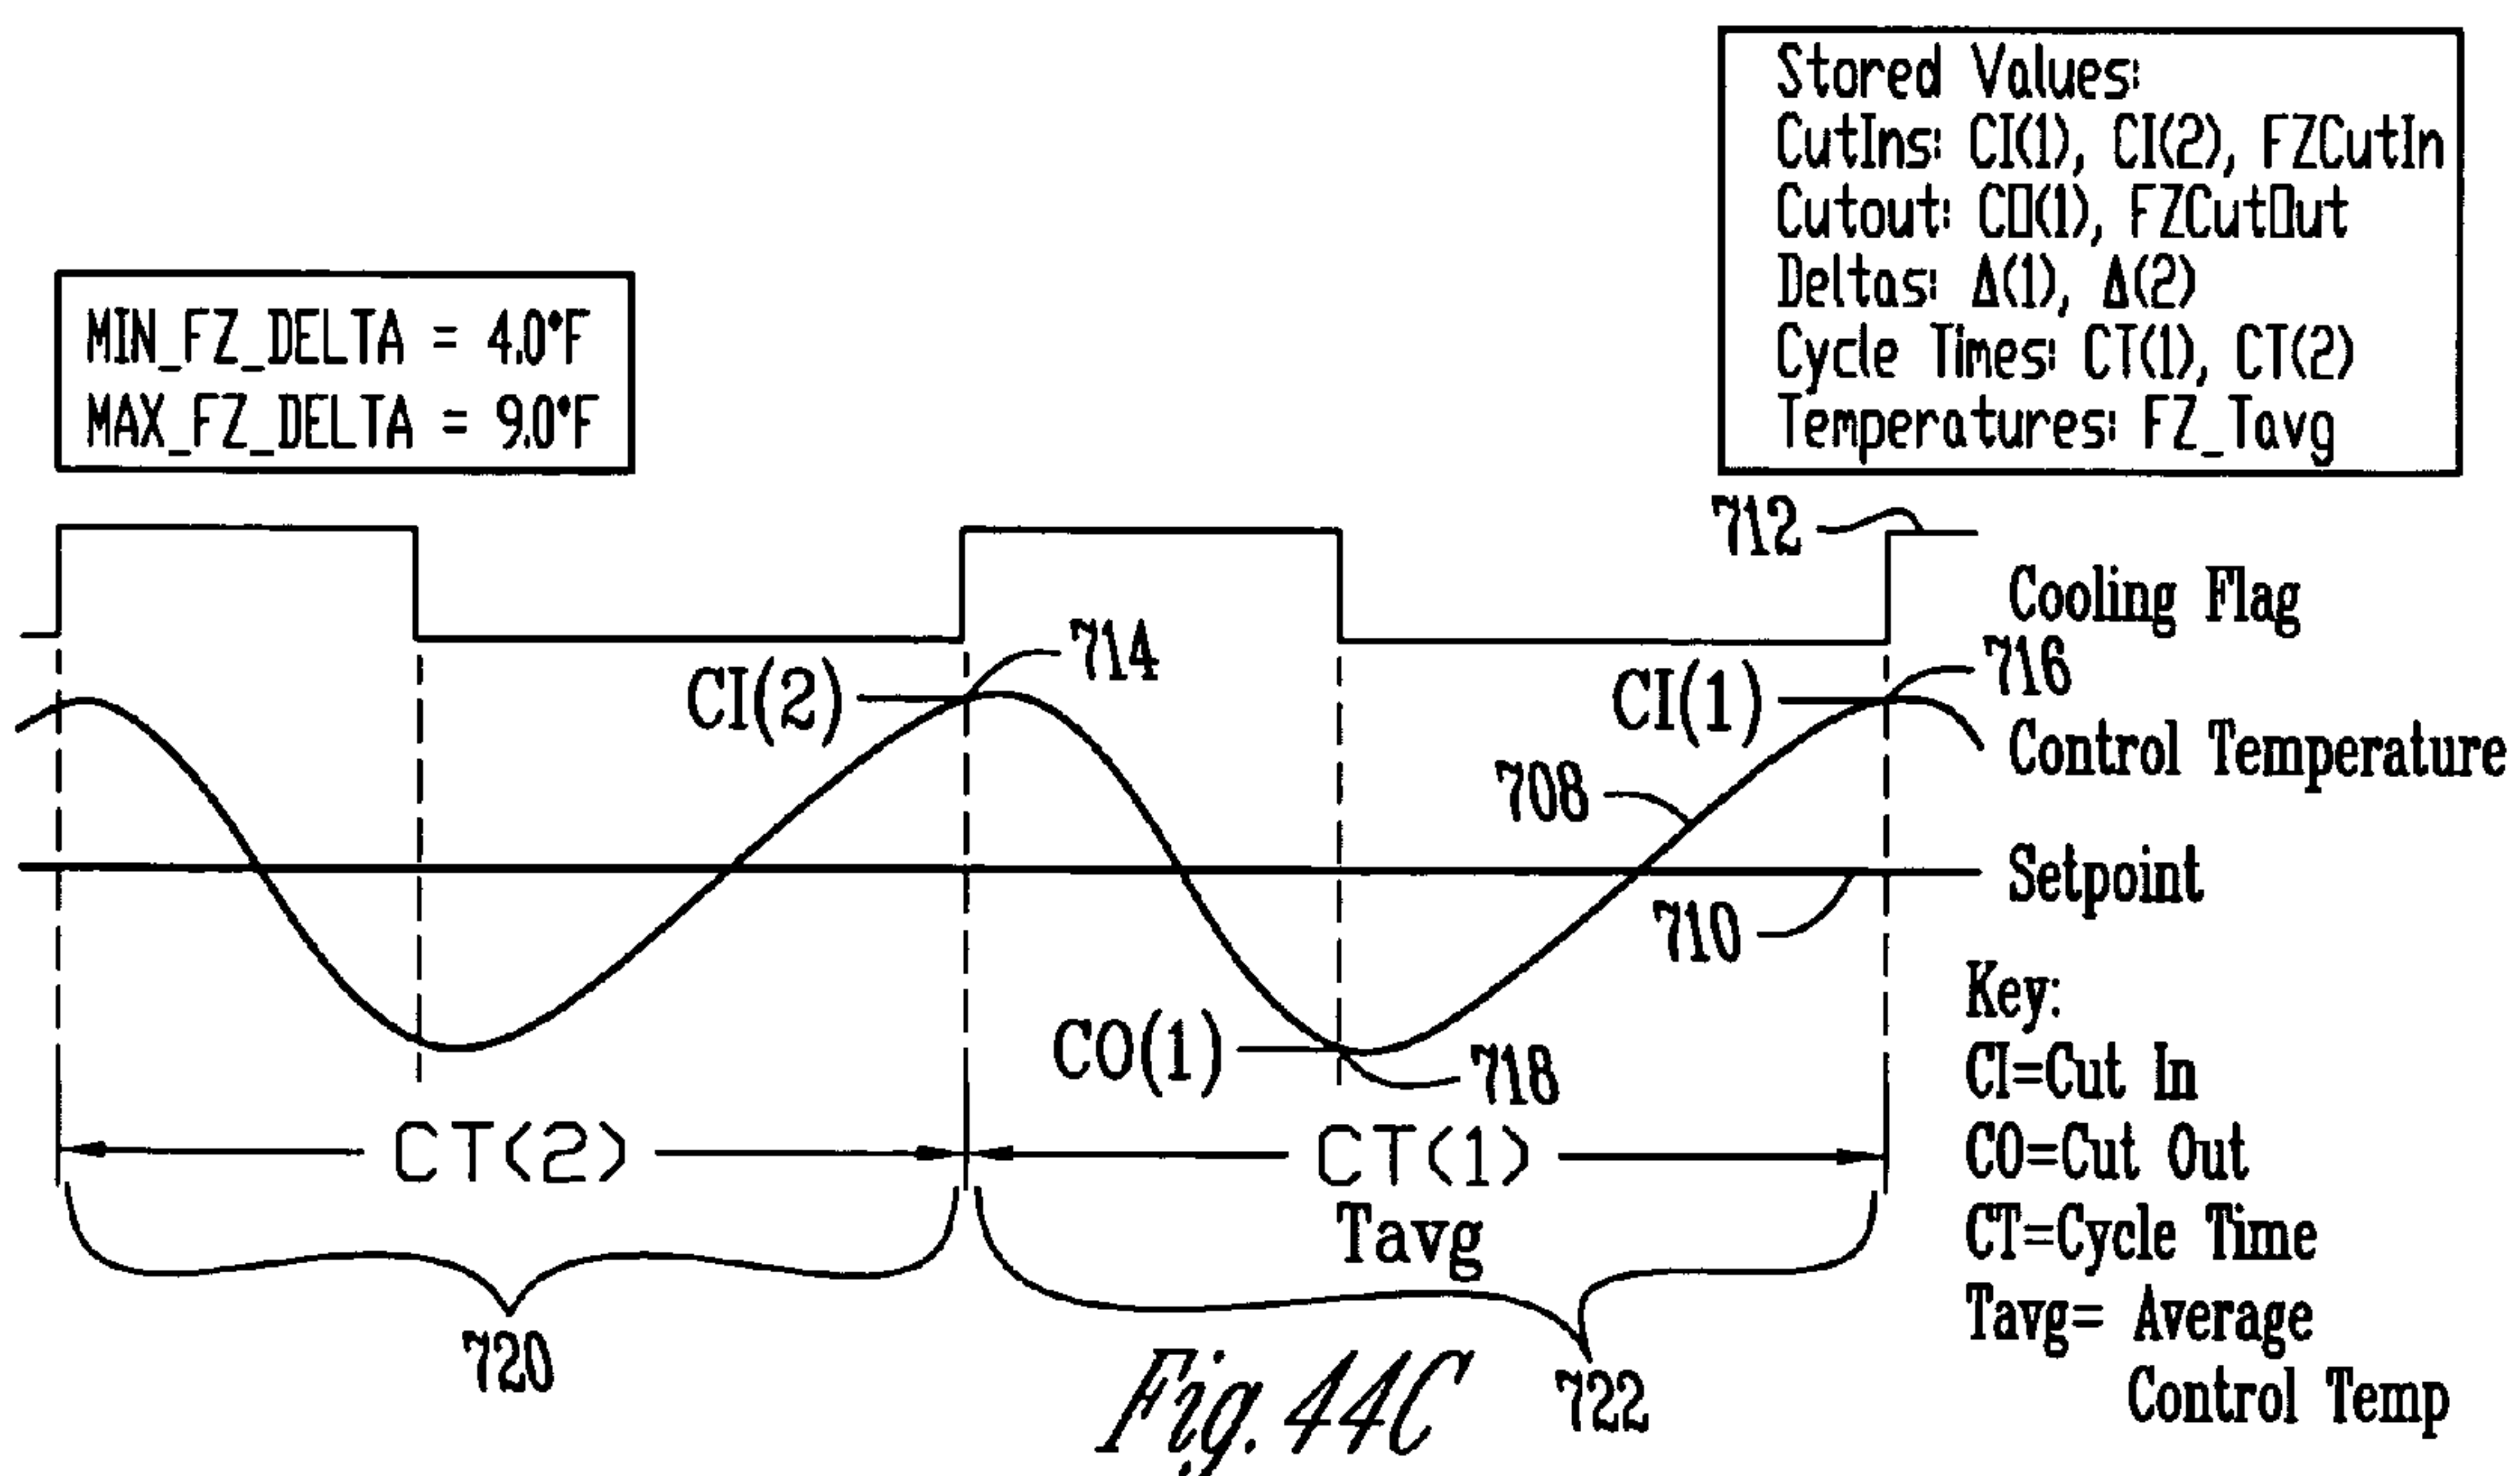 Stored Values:
CutIns: CI(1), CI(2), FZCutIn
Cutout: CO(1), FZCutOut
Deltas: Δ(1), Δ(2)
Cycle Times: CT(1), CT(2)
Temperatures: FZ_Tavg
MIN_FZ_DELTA = 4.0°F
MAX_FZ_DELTA = 9.0°F
712
Cooling Flag
714
716
CI(2)
CI(1)
Control Temperature
708
Setpoint
710
Key:
CI=Cut In
CO=Cut Out
CT=Cycle Time
Tavg= Average
Control Temp
CO(1)
718
CT(2)
CT(1)
Tavg
720
722
Fig. 44C